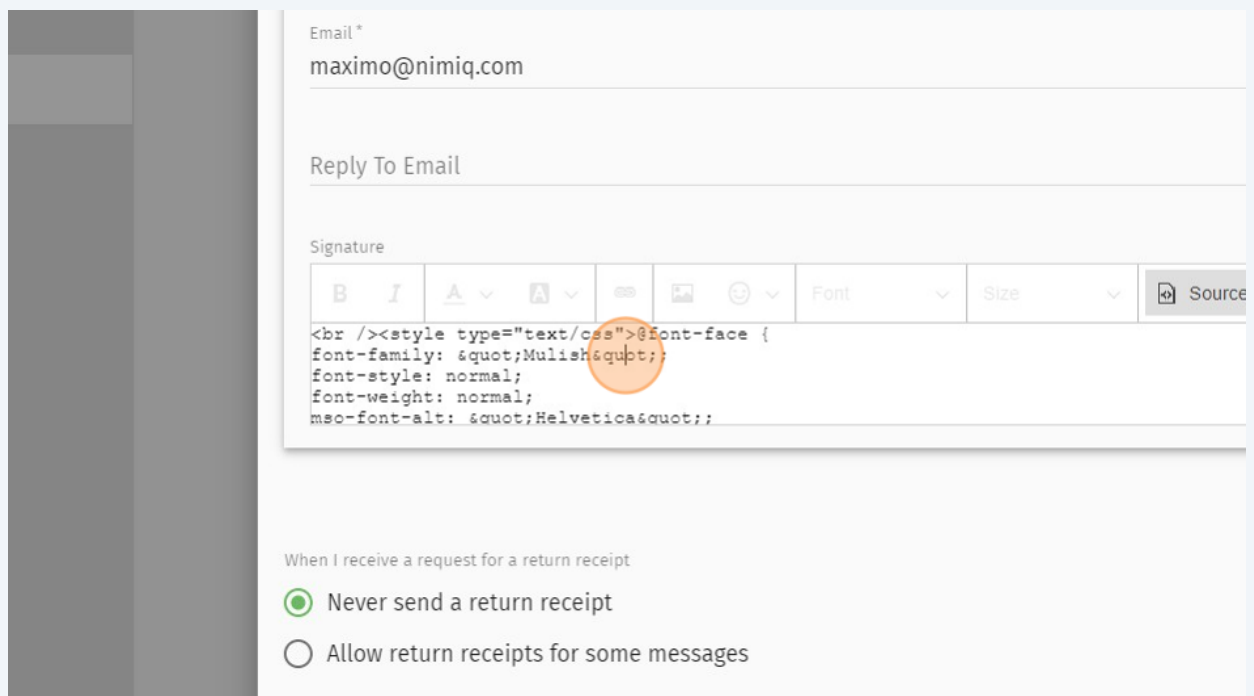 Email *
maximo@nimiq.com
Reply To Email
Signature
B I A A Font Size Source
<br /><style type="text/css">@font-face {
font-family: &quot;Mulish&quot;;
font-style: normal;
font-weight: normal;
mso-font-alt: &quot;Helvetica&quot;;
When I receive a request for a return receipt
Never send a return receipt
Allow return receipts for some messages